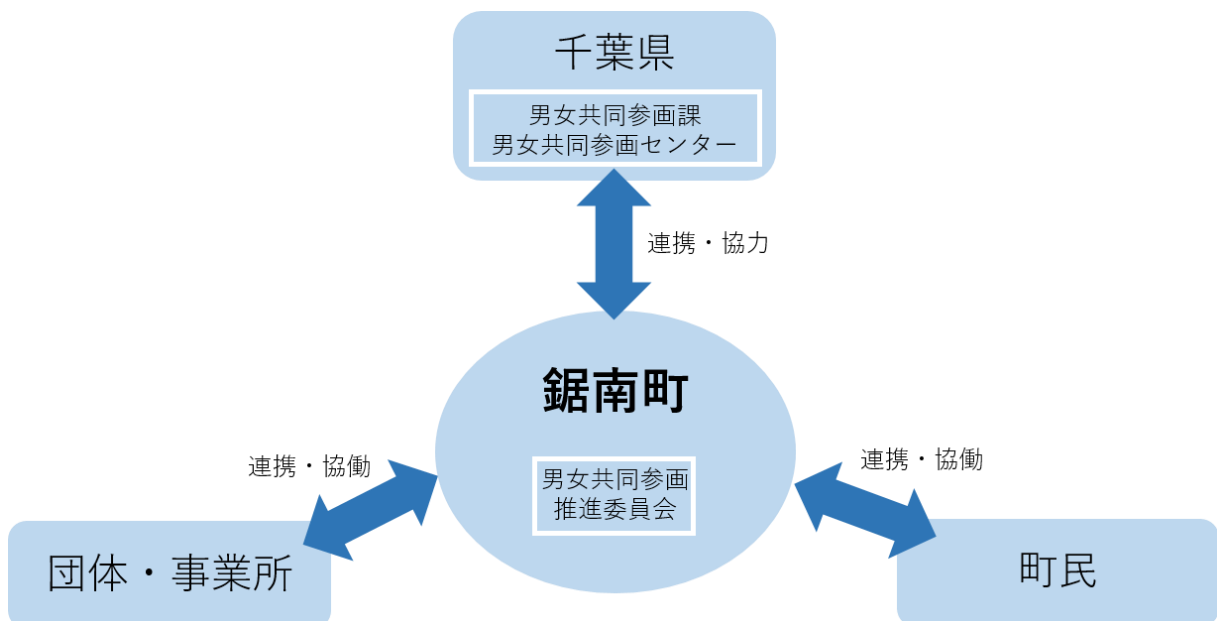 千葉県
男女共同参画課
男女共同参画センター
連携・協力
鋸南町
男女共同参画
推進委員会
連携・協働
連携・協働
団体・事業所
町民